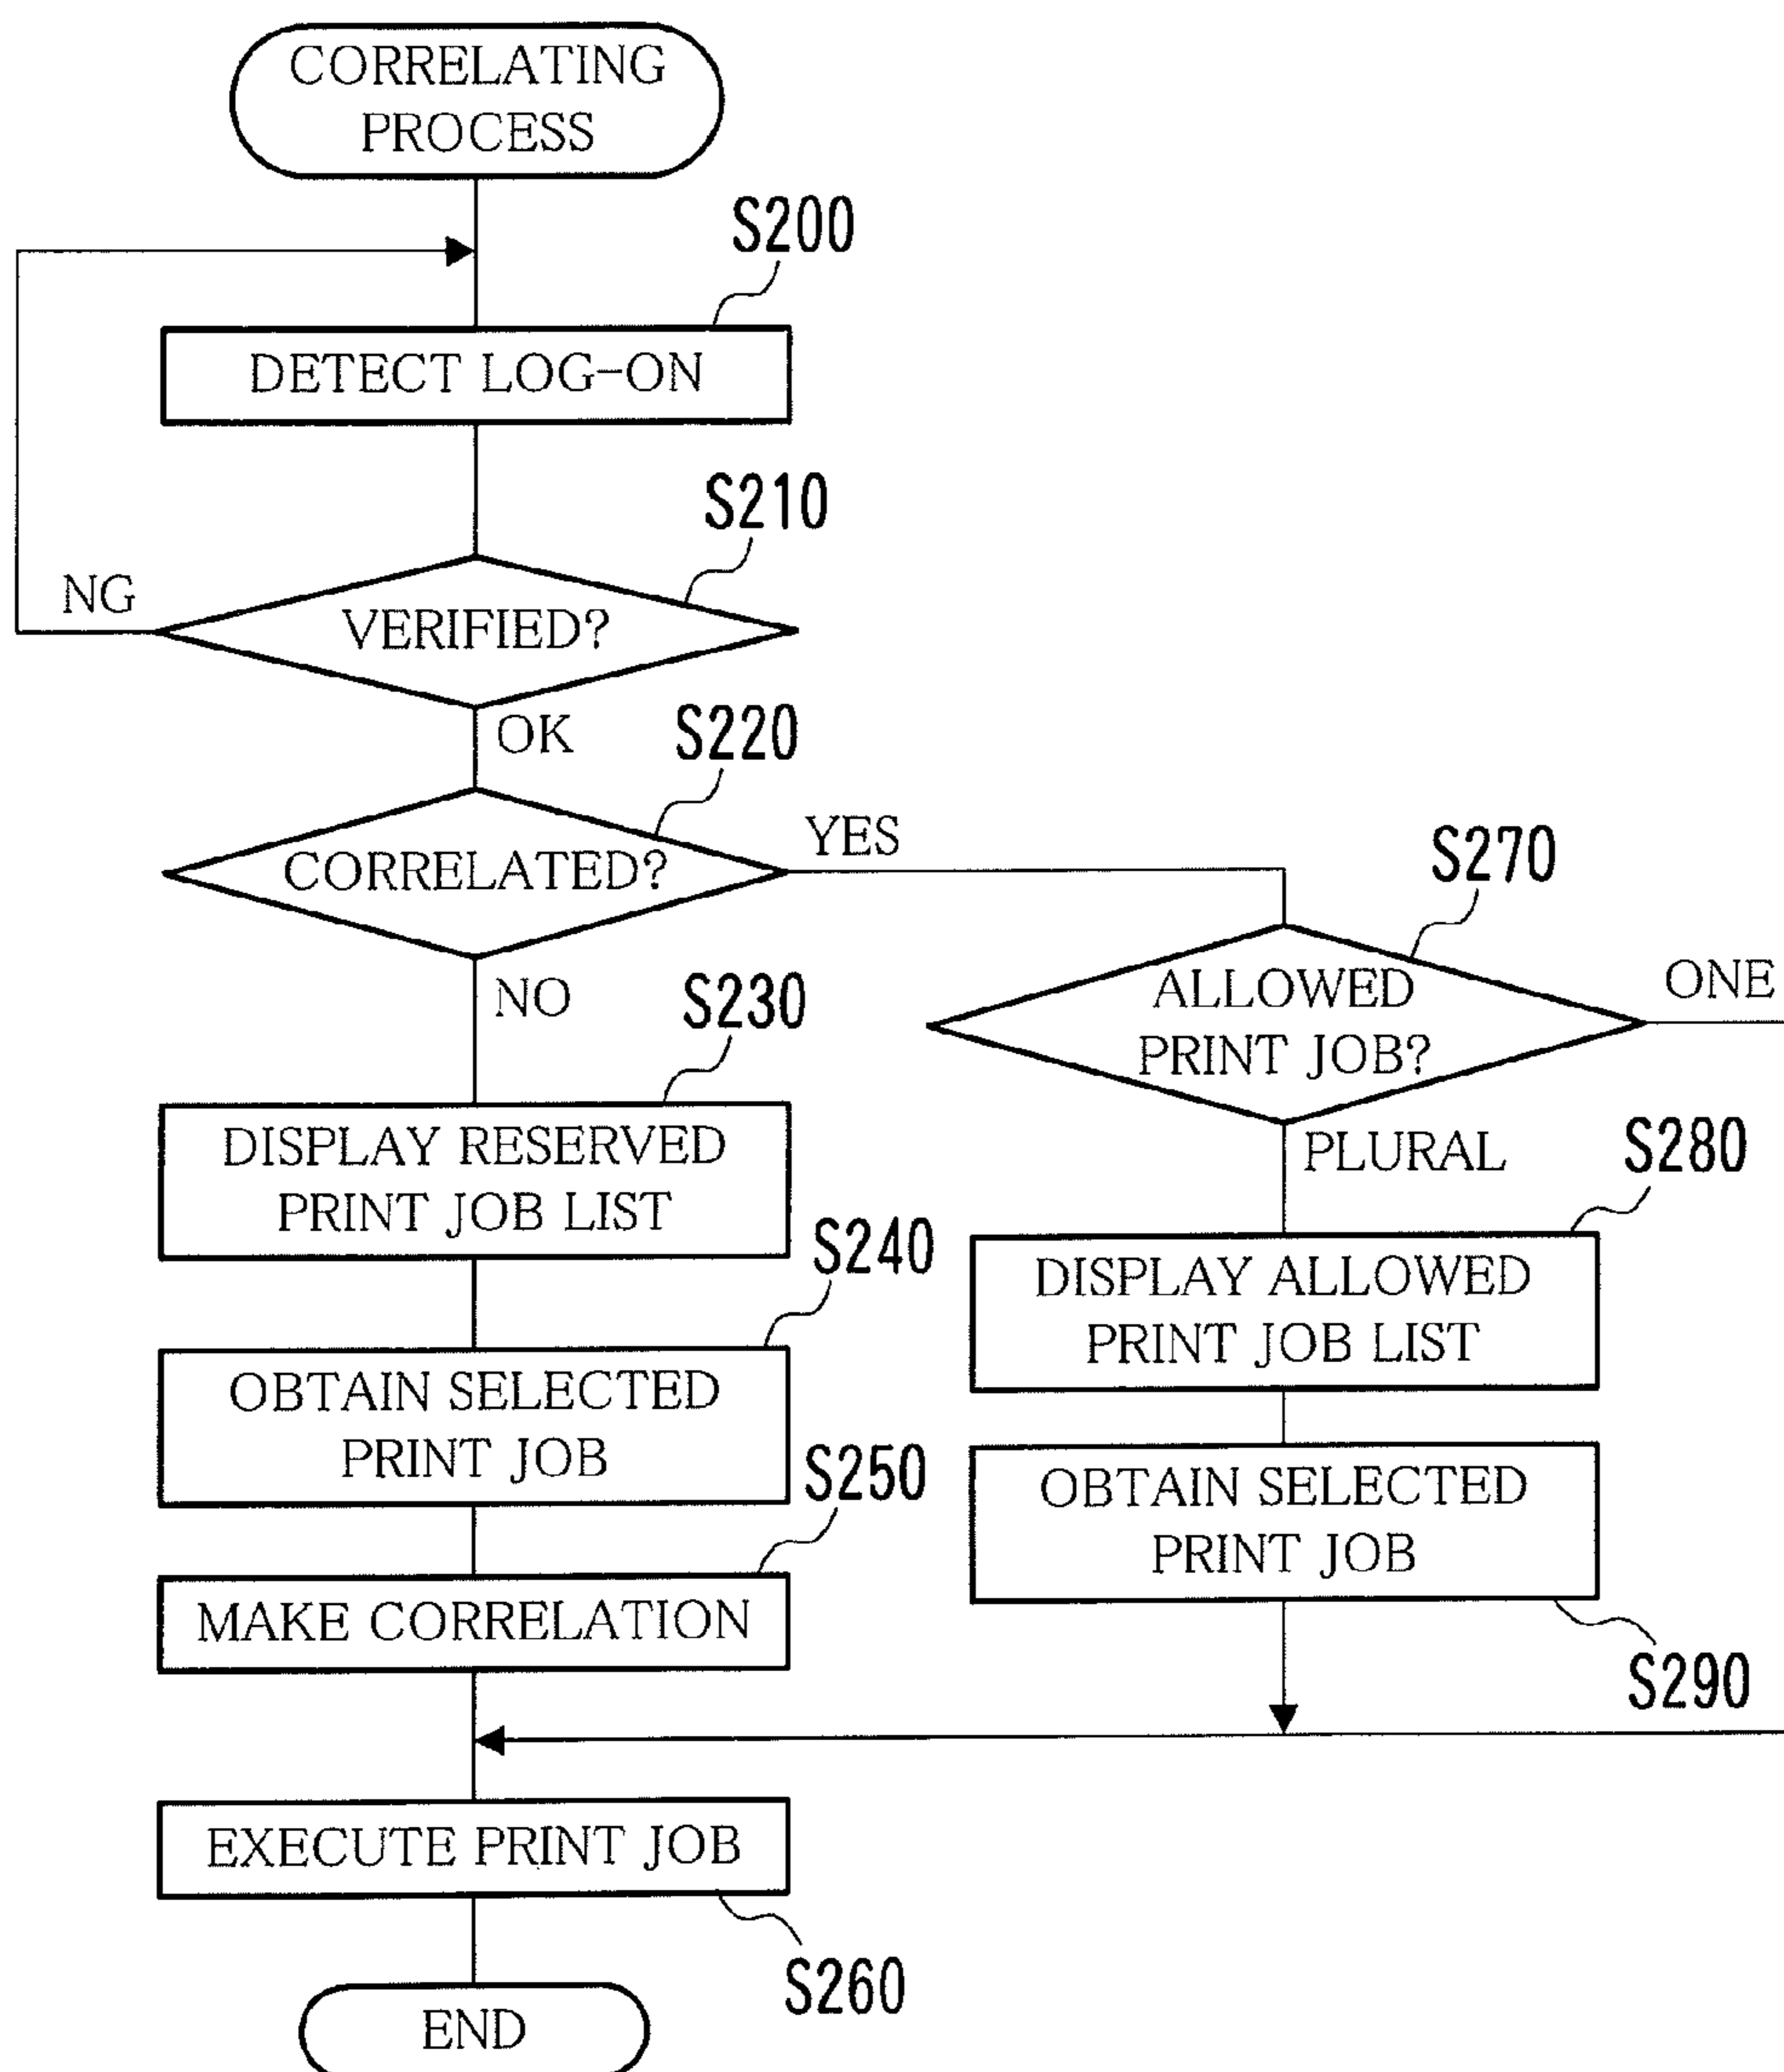 CORRELATING
PROCESS
S200
DETECT LOG-ON
S210
NG
VERIFIED?
OK
S220
CORRELATED?
YES
S270
NO
ALLOWED
PRINT JOB?
ONE
S230
DISPLAY RESERVED
PRINT JOB LIST
PLURAL
S280
DISPLAY ALLOWED
PRINT JOB LIST
S240
OBTAIN SELECTED
PRINT JOB
OBTAIN SELECTED
PRINT JOB
S250
MAKE CORRELATION
S290
EXECUTE PRINT JOB
S260
END